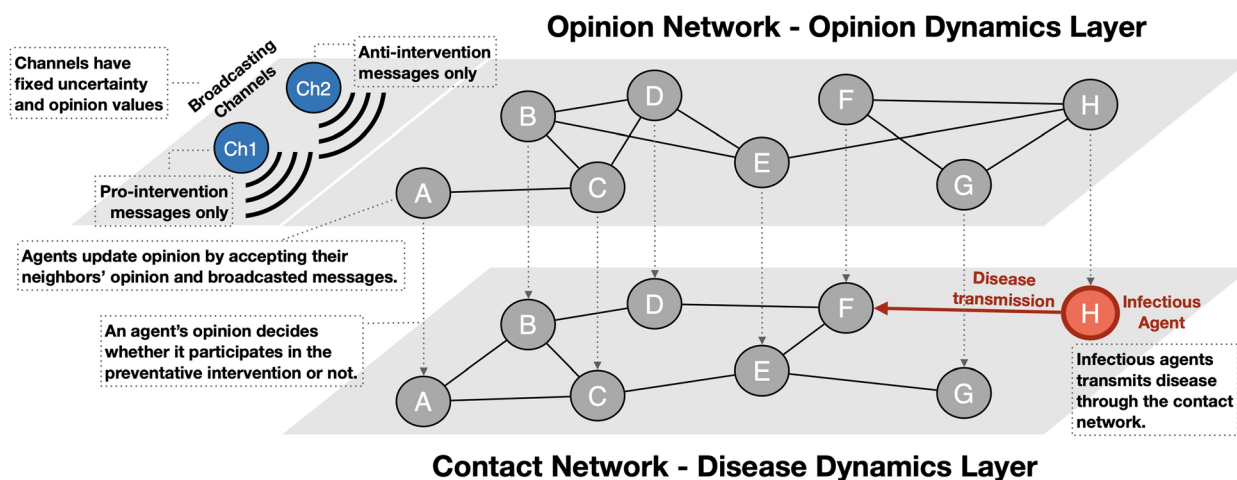 Opinion Network - Opinion Dynamics Layer
Channels have
fixed uncertainty
and opinion values
Broadcasting
Channels
Ch2
Anti-intervention
messages only
Ch1
Pro-intervention
messages only
B
D
F
H
E
A
C
G
Agents update opinion by accepting their
neighbors' opinion and broadcasted messages.
An agent's opinion decides
whether it participates in the
preventative intervention or not.
B
D
F
Disease
transmission
H
Infectious
Agent
A
C
E
G
Infectious agents
transmits disease
through the contact
network.
Contact Network - Disease Dynamics Layer